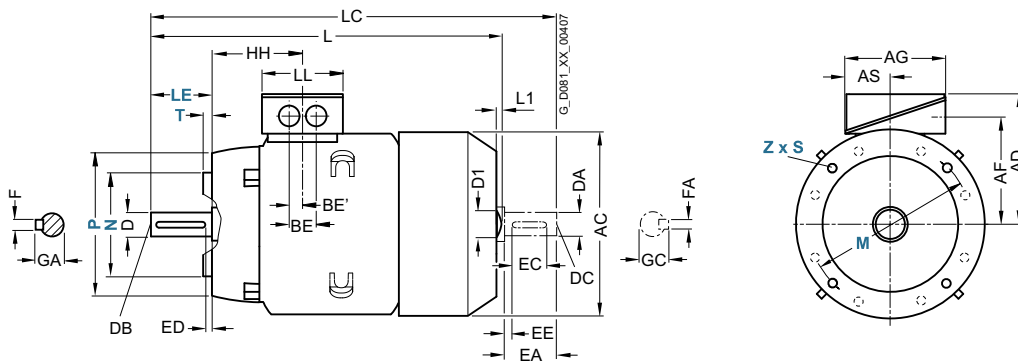 LC
L
HH
LL
LE
T
L1
G_D081_XX_00407
F
GA
P
N
D
DB
ED
BE'
BE
D1
DA
AC
EC
DC
EE
EA
FA
GC
AG
AS
Z x S
M
AF
AD